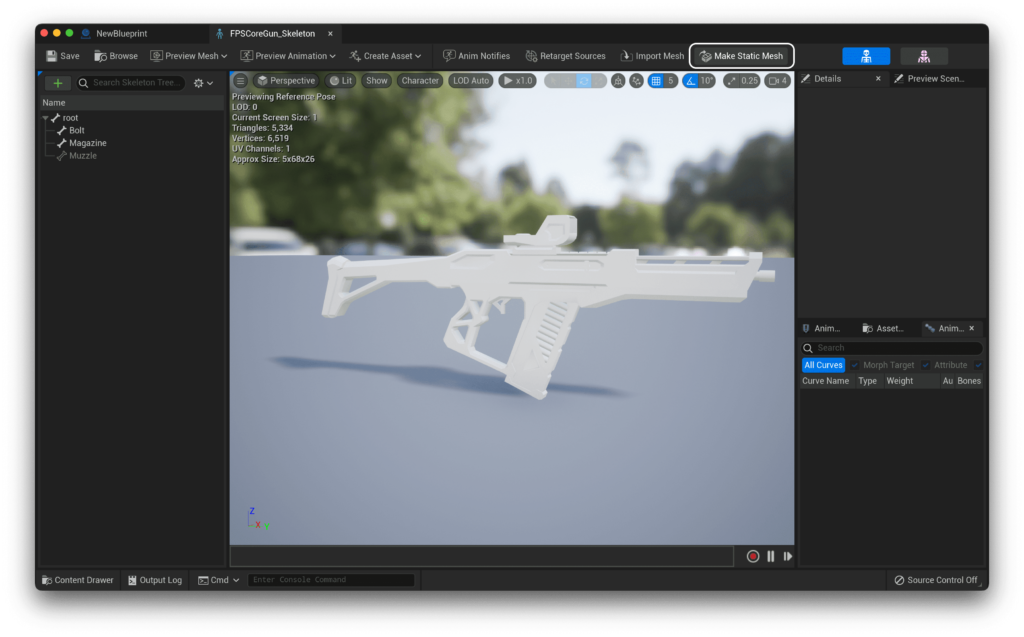 NewBlueprint
FPSCoreGun_Skeleton
Save Browse Preview Mesh Preview Animation Create Asset Anim Notifies Retarget Sources Import Mesh Make Static Mesh
Search Skeleton Tree...
Name
root
Bolt
Magazine
Muzzle
Perspective Lit Show Character LOD Auto x1.0 5 10° 0.25 4
Previewing Reference Pose
LOD: 0
Current Screen Size: 1
Triangles: 5,334
Vertices: 6,519
UV Channels: 1
Approx Size: 5x68x26
Z
X
Details Preview Scen...
Anim... Asset... Anim...
Search
All Curves Morph Target Attribute
Curve Name Type Weight Au Bones
Content Drawer Output Log Cmd Enter Console Command Source Control Off